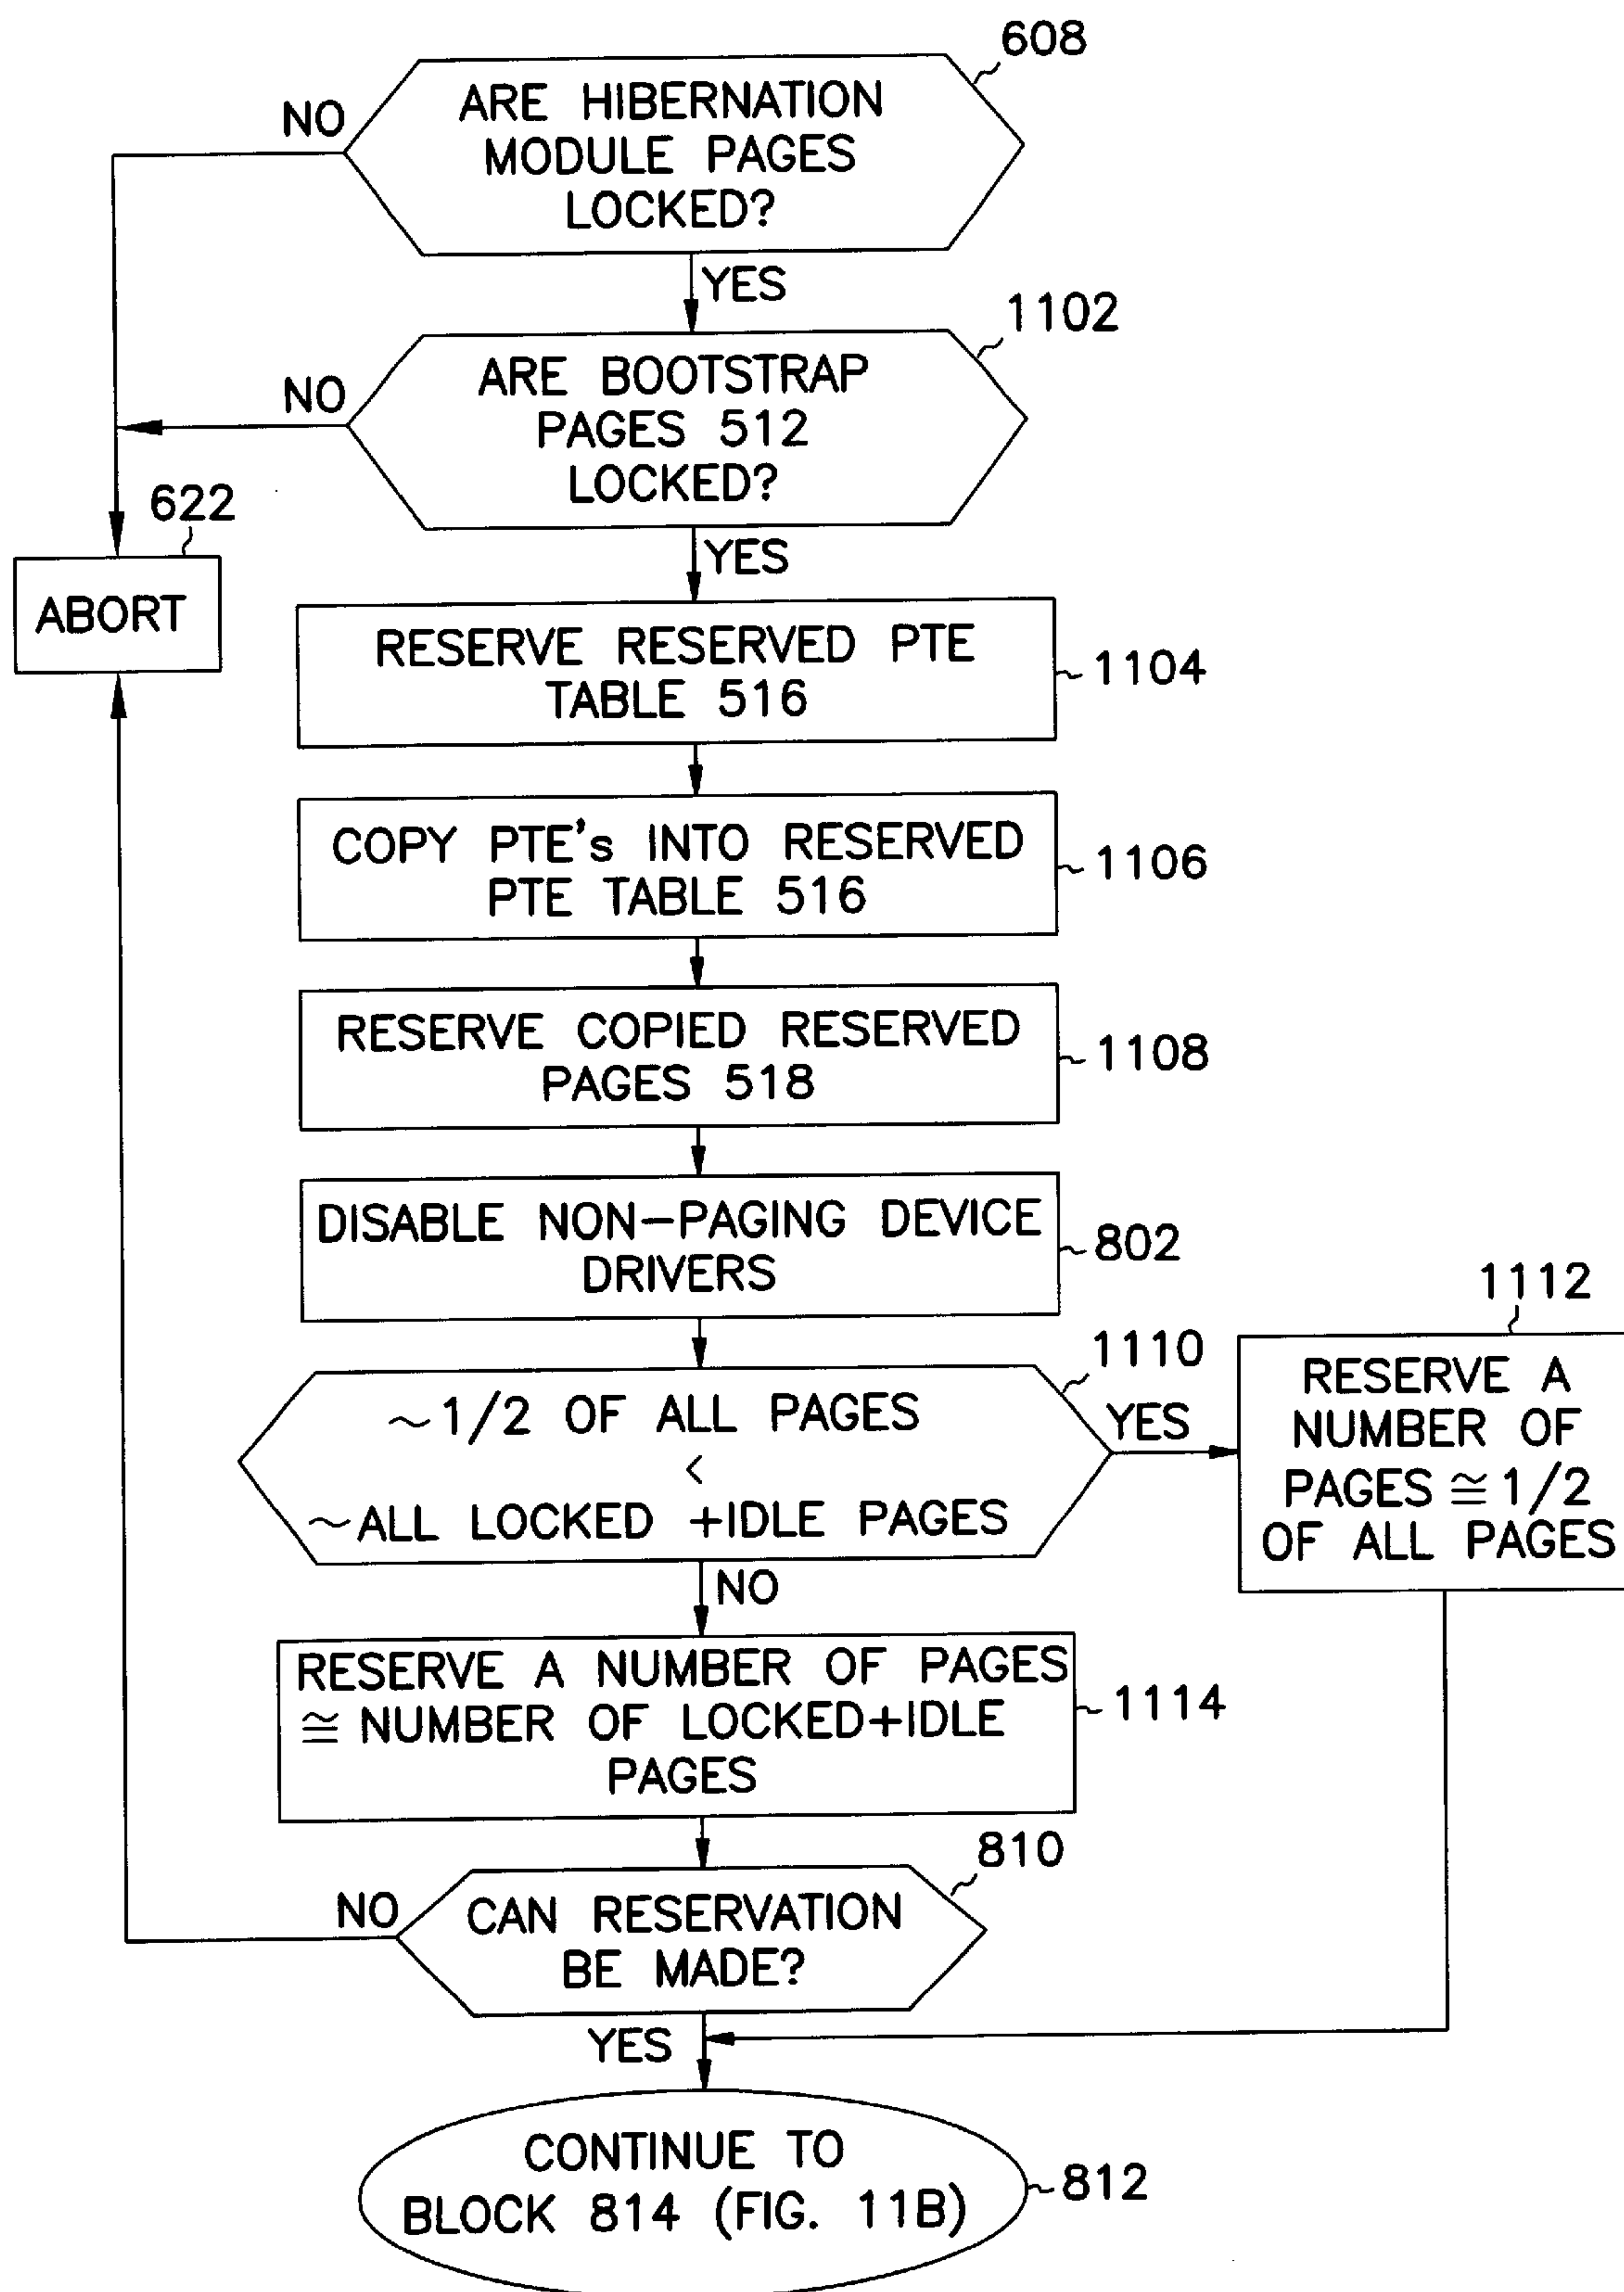 608
ARE HIBERNATION
MODULE PAGES
LOCKED?
NO
YES
1102
ARE BOOTSTRAP
PAGES 512
LOCKED?
NO
622
ABORT
YES
RESERVE RESERVED PTE
TABLE 516
1104
COPY PTE's INTO RESERVED
PTE TABLE 516
1106
RESERVE COPIED RESERVED
PAGES 518
1108
DISABLE NON-PAGING DEVICE
DRIVERS
802
1110
~1/2 OF ALL PAGES
<
~ALL LOCKED +IDLE PAGES
YES
1112
RESERVE A
NUMBER OF
PAGES ≅ 1/2
OF ALL PAGES
NO
RESERVE A NUMBER OF PAGES
≅ NUMBER OF LOCKED+IDLE
PAGES
1114
810
CAN RESERVATION
BE MADE?
NO
YES
CONTINUE TO
BLOCK 814 (FIG. 11B)
812